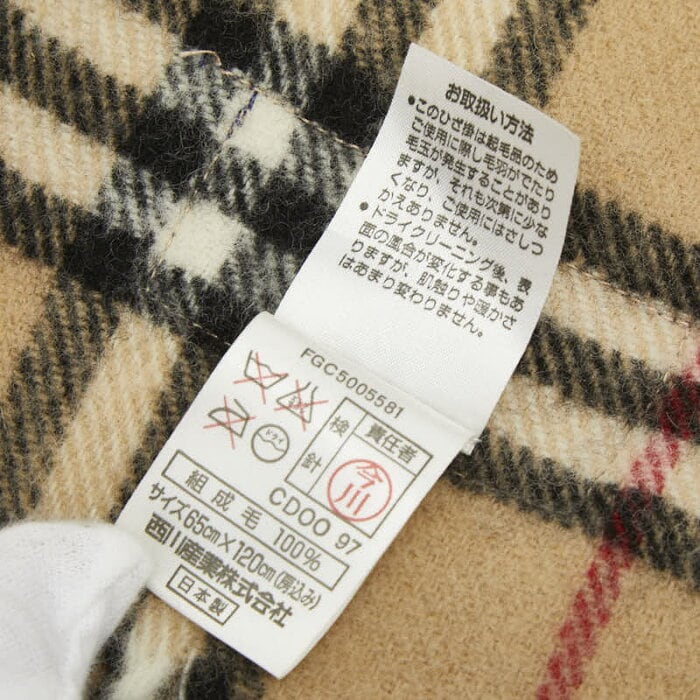 お取扱い方法
•このひざ掛は起毛品のため
ご使用に際し毛羽がでたり
毛玉が発生することがあり
ますが、それも次第に少な
くなり、ご使用にはさしつ
かえありません。
•ドライクリーニング後、表
面の風合が変化する事もあ
りますが、肌触りや暖かさ
はあまり変わりません。
FGC5005581
ドライ
検針
責任者
今川
CDOO 97
組成毛 100%
サイズ65cm×120cm(房込み)
西川産業株式会社
日本製